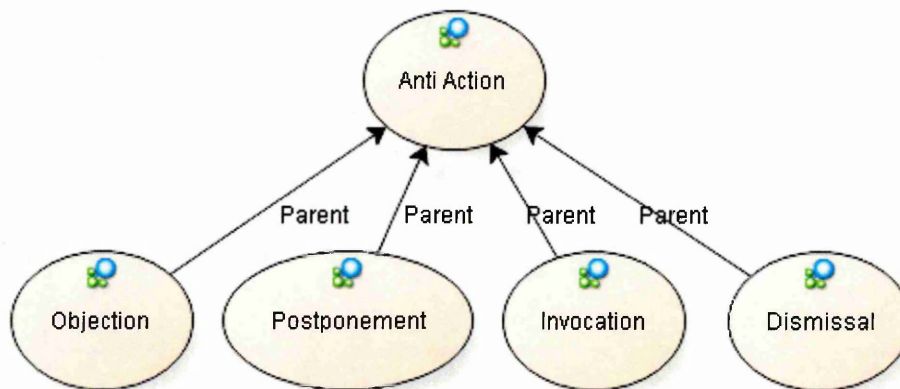 Anti Action
Parent Parent Parent Parent
Objection Postponement Invocation Dismissal